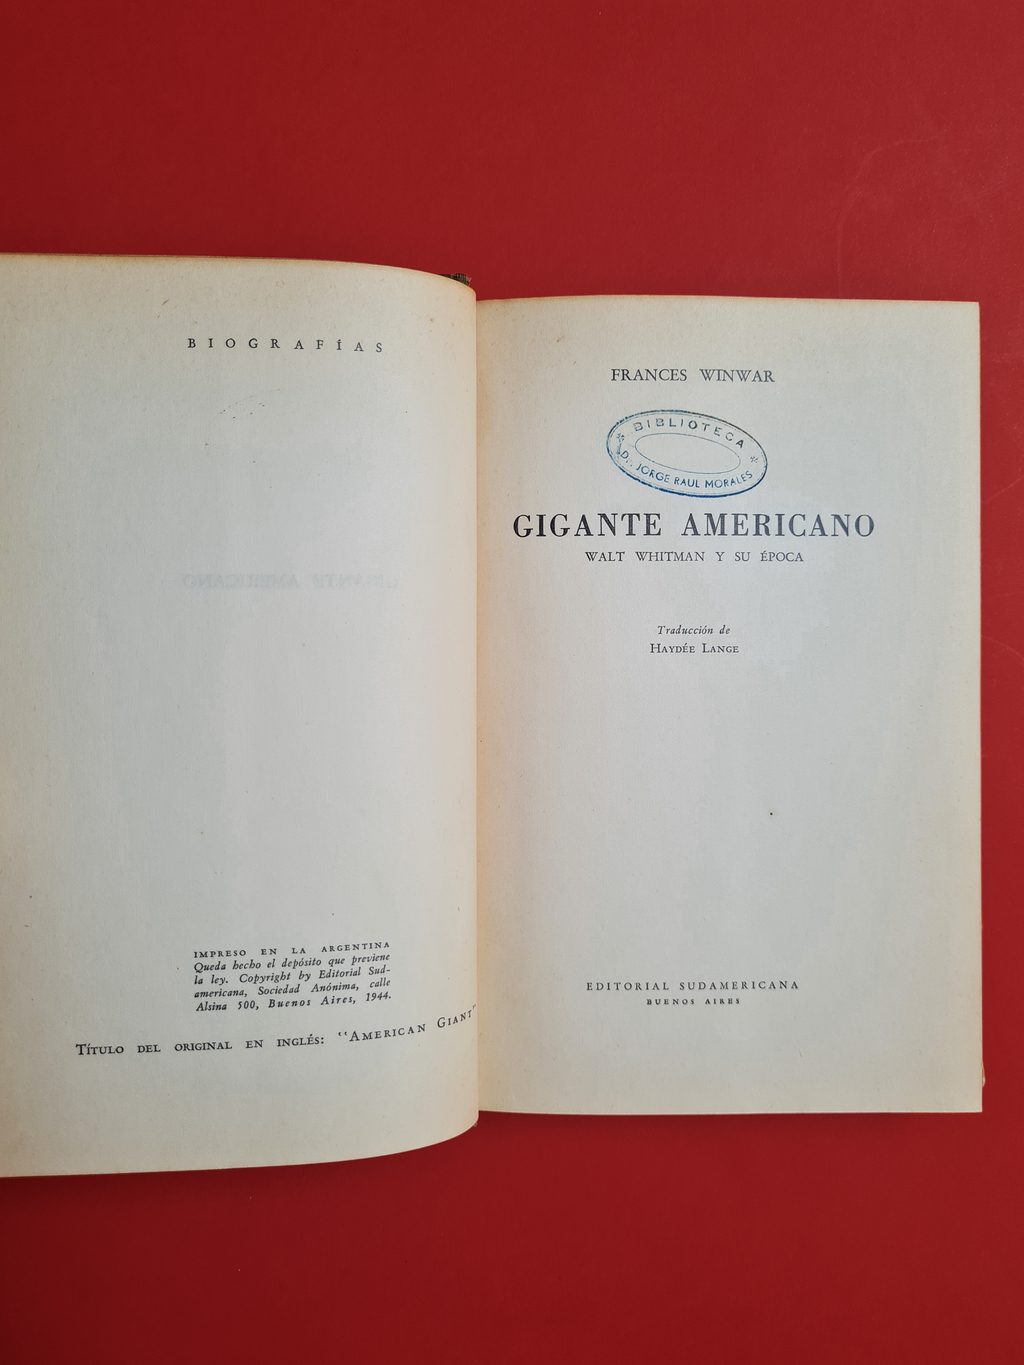 BIOGRAFÍAS
IMPRESO EN LA ARGENTINA
Queda hecho el depósito que previene
la ley. Copyright by Editorial Sud-
americana, Sociedad Anónima, calle
Alsina 500, Buenos Aires, 1944.
TÍTULO DEL ORIGINAL EN INGLÉS: "AMERICAN GIANT"
FRANCES WINWAR
BIBLIOTECA
Dr. JORGE RAUL MORALES
GIGANTE AMERICANO
WALT WHITMAN Y SU ÉPOCA
Traducción de
HAYDÉE LANGE
EDITORIAL SUDAMERICANA
BUENOS AIRES